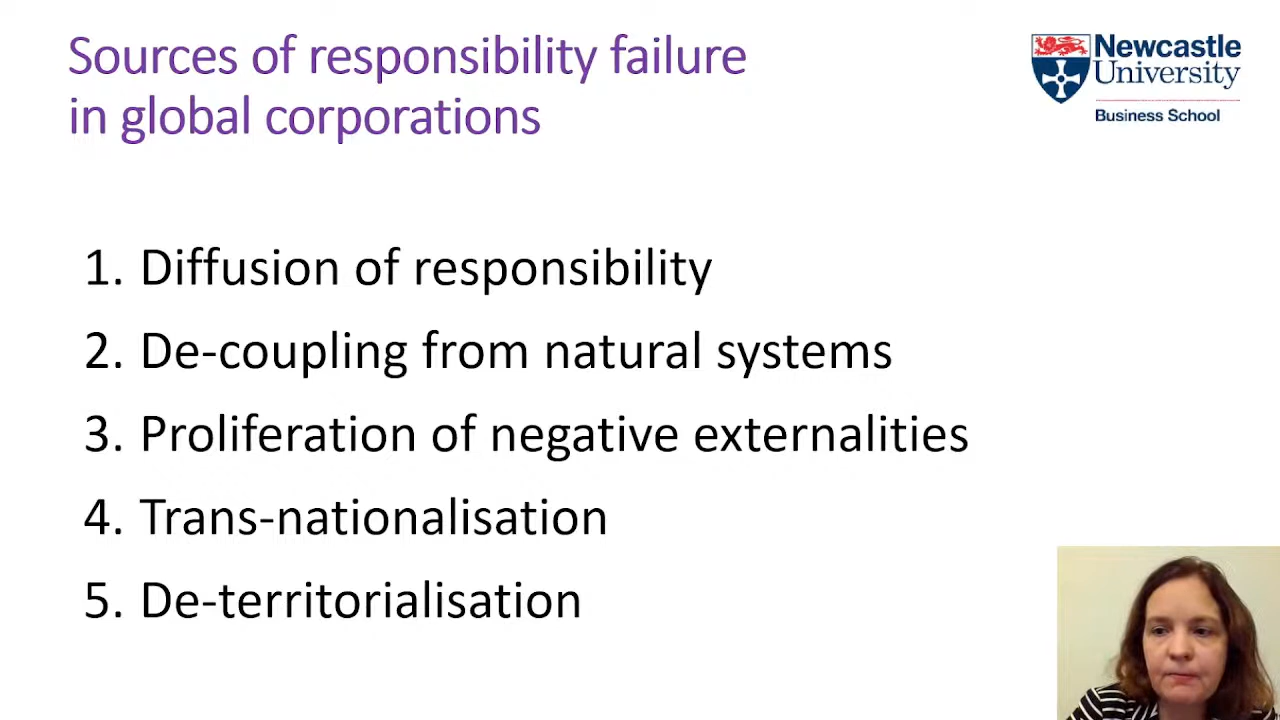 Sources of responsibility failure
in global corporations
Newcastle
University
Business School
1. Diffusion of responsibility
2. De-coupling from natural systems
3. Proliferation of negative externalities
4. Trans-nationalisation
5. De-territorialisation